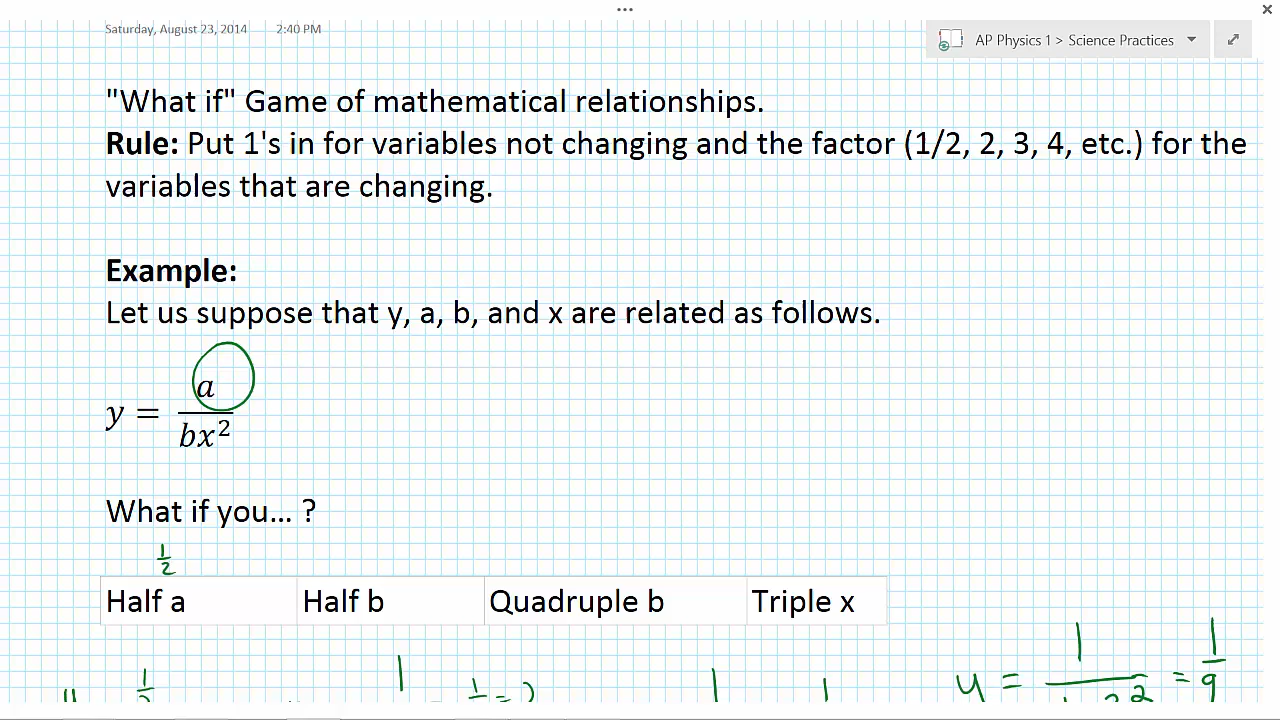 Saturday, August 23, 2014 2:40 PM
AP Physics 1 > Science Practices
"What if" Game of mathematical relationships.
Rule: Put 1's in for variables not changing and the factor (1/2, 2, 3, 4, etc.) for the
variables that are changing.
Example:
Let us suppose that y, a, b, and x are related as follows.
y = a / bx²
What if you... ?
1/2
Half a Half b Quadruple b Triple x
y = 1 = 1/9